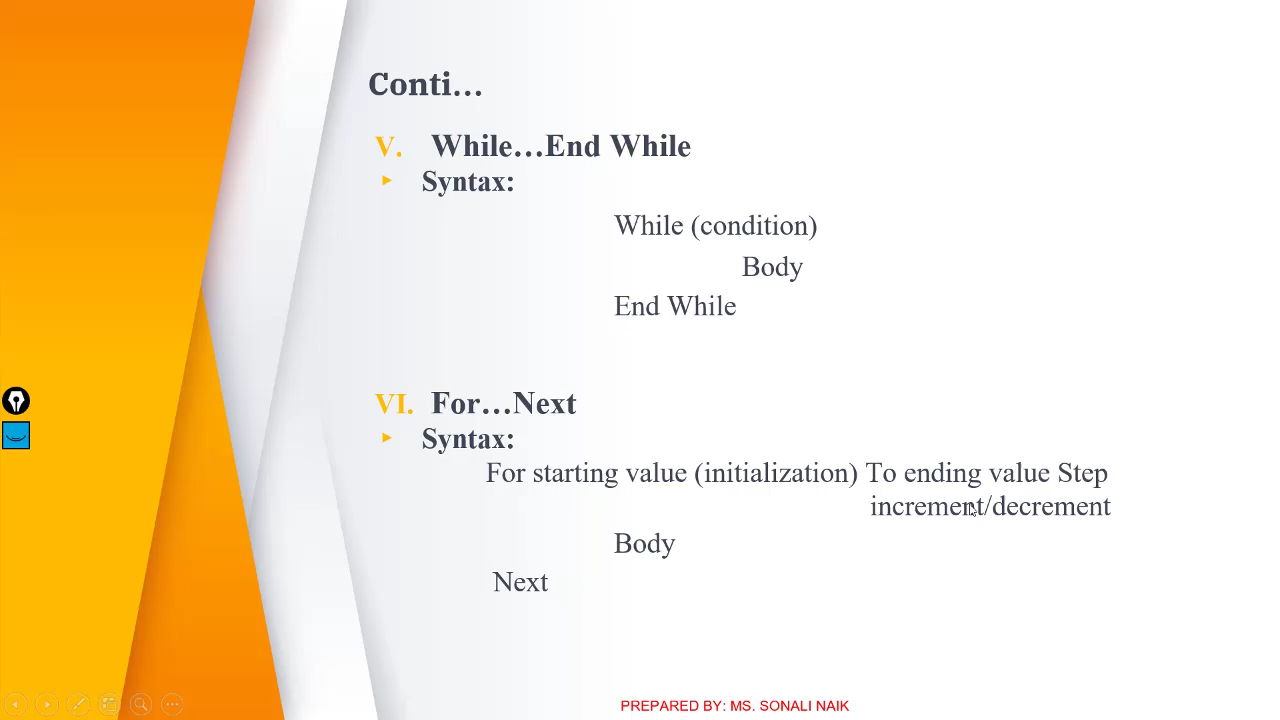 Conti...
V. While...End While
▸ Syntax:
While (condition)
Body
End While
VI. For...Next
▸ Syntax:
For starting value (initialization) To ending value Step
increment/decrement
Body
Next
PREPARED BY: MS. SONALI NAIK